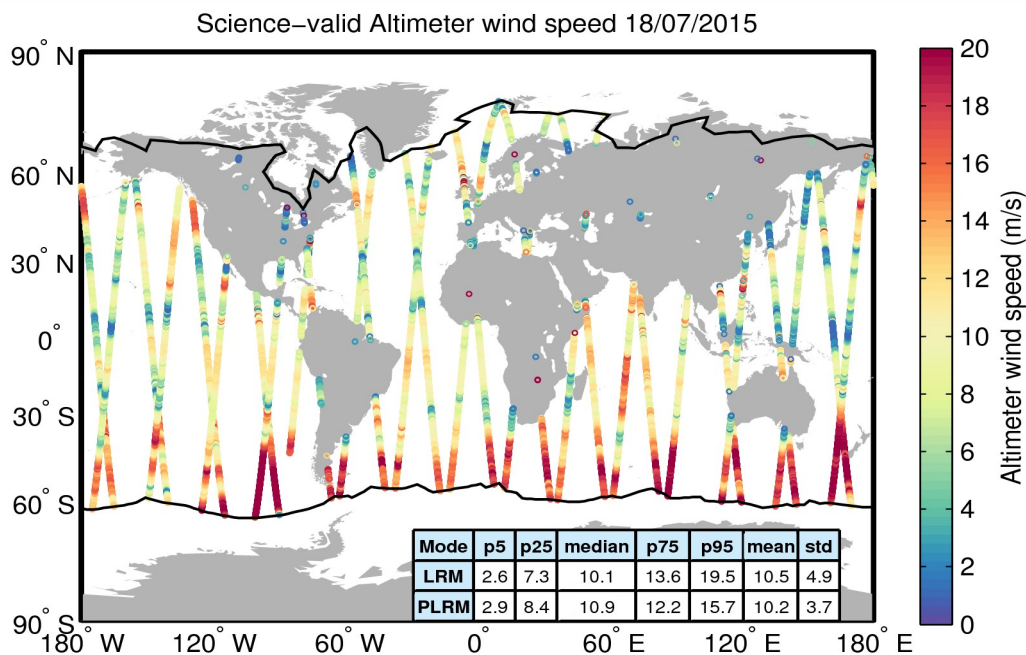 Science−valid Altimeter wind speed 18/07/2015
90° N
60° N
30° N
0°
30° S
60° S
90° S
180° W
120° W
60° W
0°
60° E
120° E
180° E
Mode p5 p25 median p75 p95 mean std
LRM 2.6 7.3 10.1 13.6 19.5 10.5 4.9
PLRM 2.9 8.4 10.9 12.2 15.7 10.2 3.7
20
18
16
14
12
10
8
6
4
2
0
Altimeter wind speed (m/s)